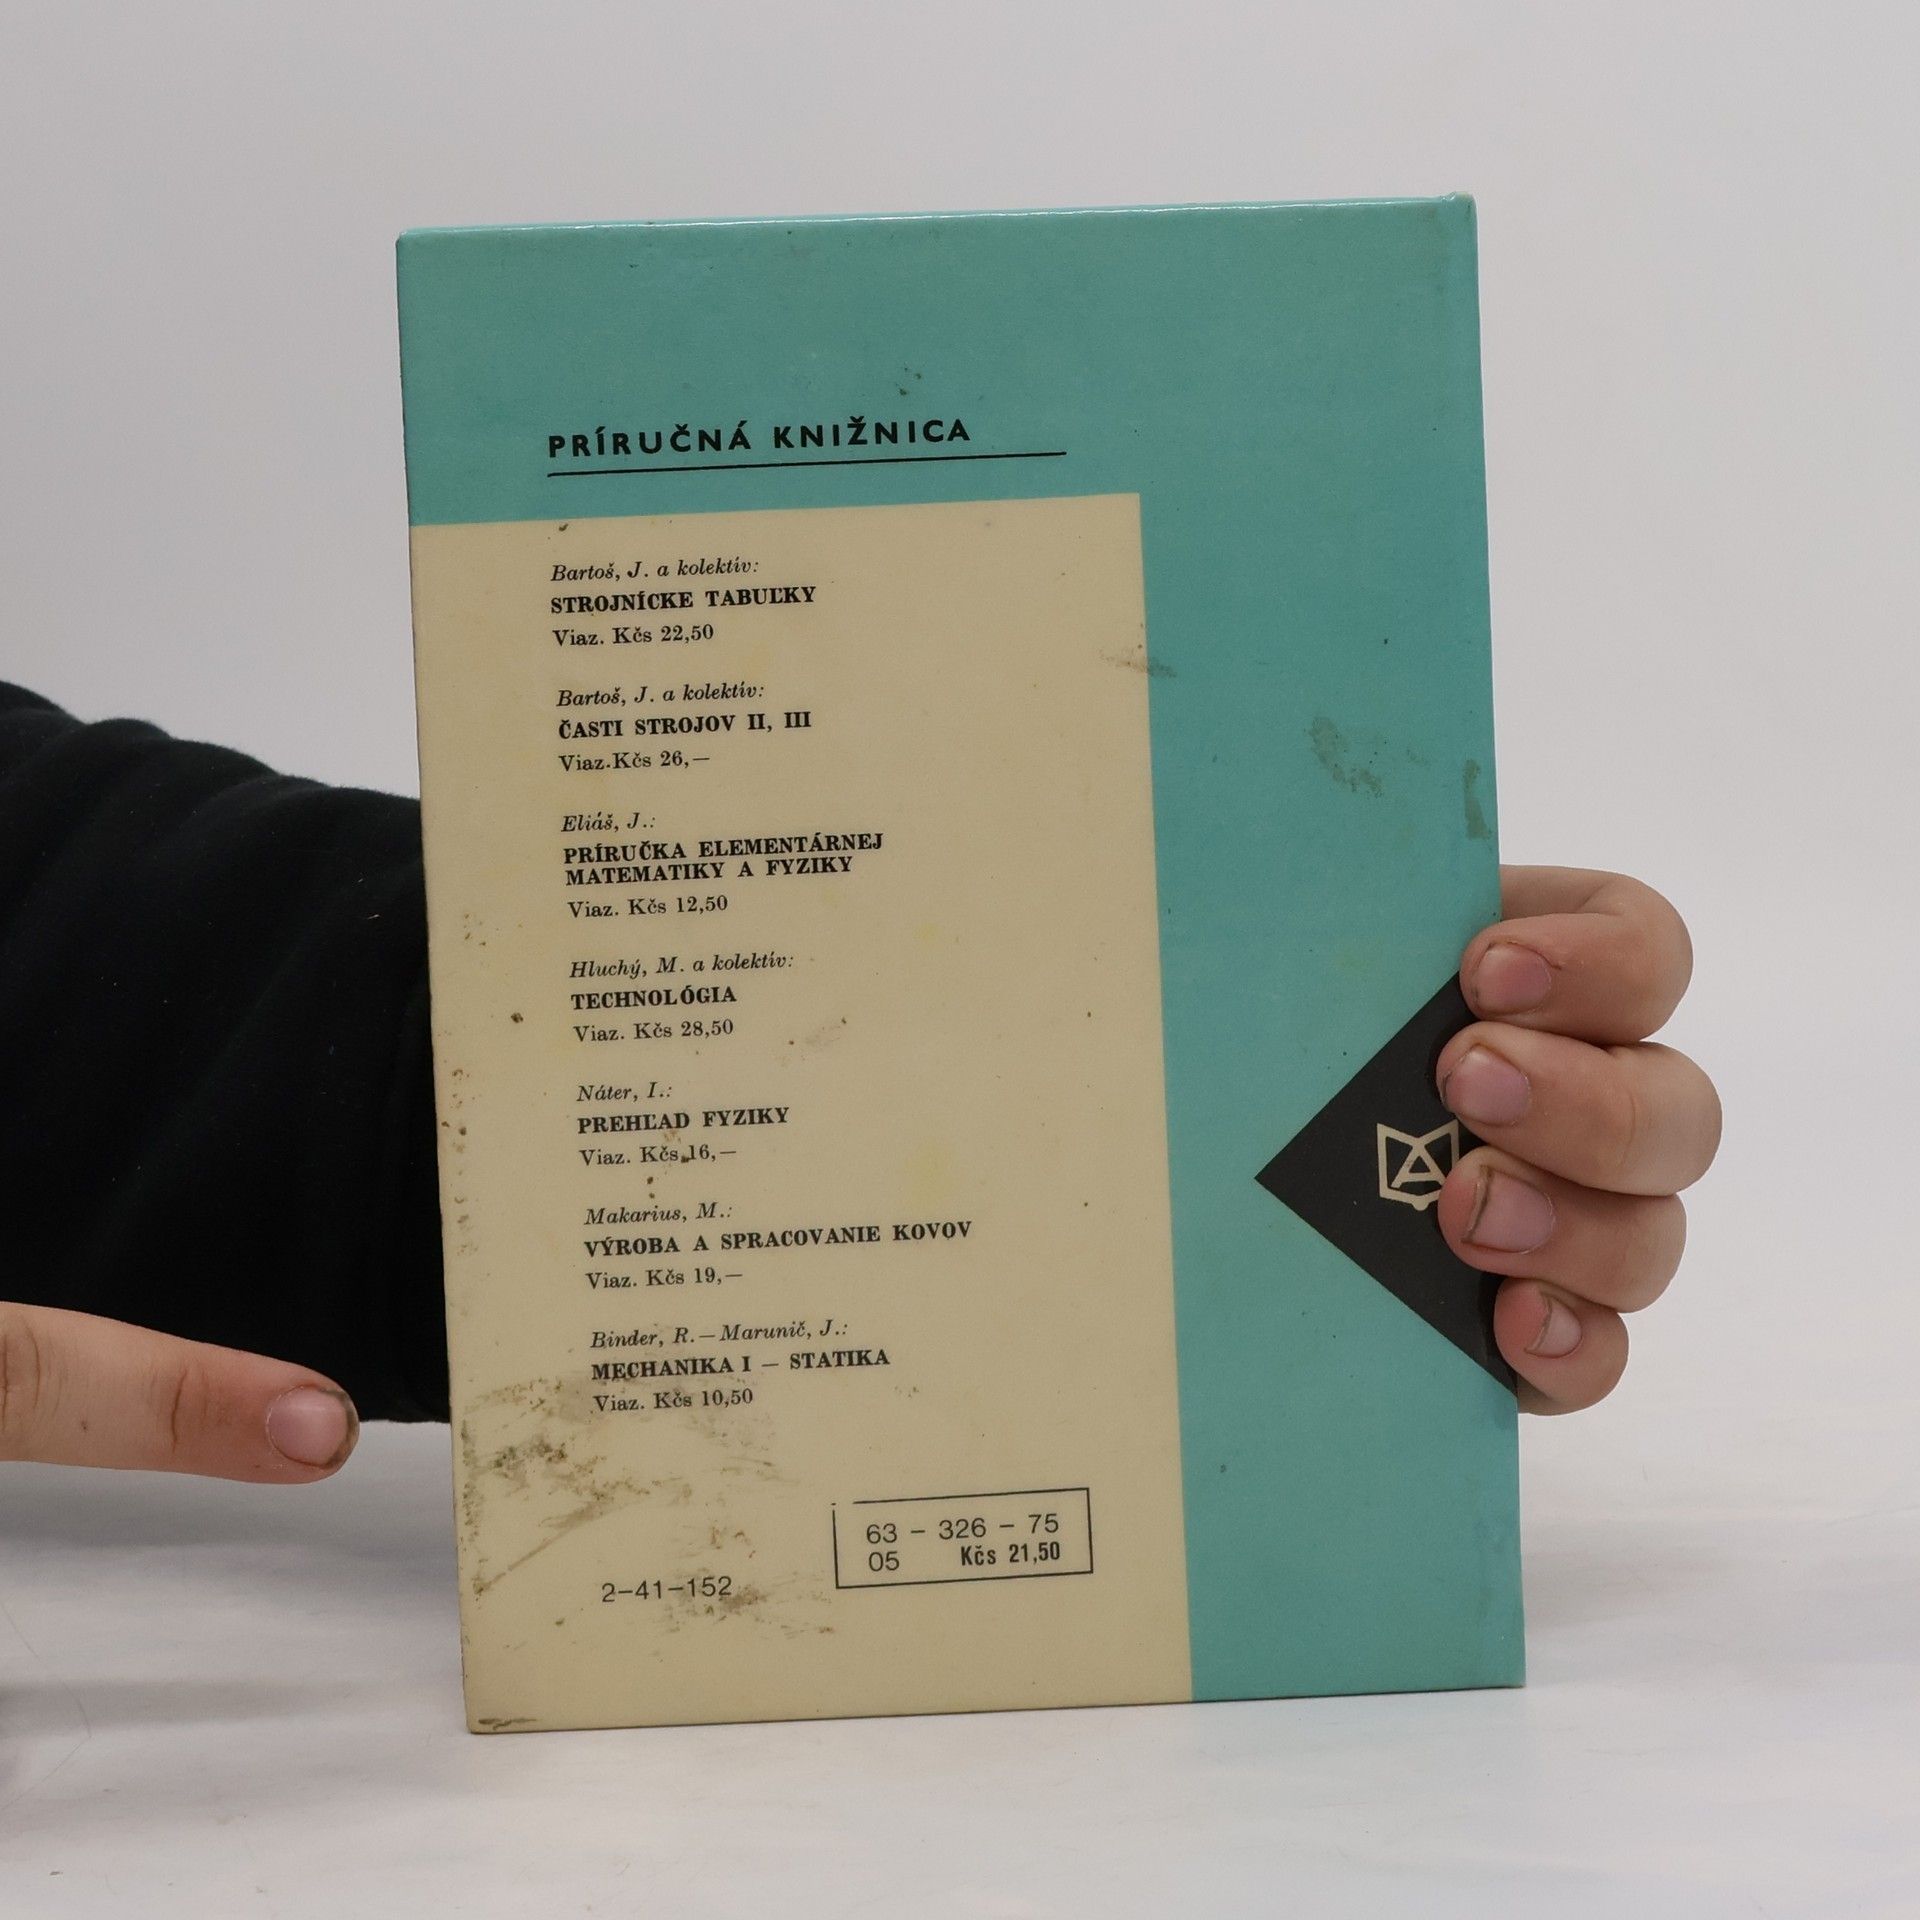 PRÍRUČNÁ KNIŽNICA
Bartoš, J. a kolektív:
STROJNÍCKE TABUĽKY
Viaz. Kčs 22,50
Bartoš, J. a kolektív:
ČASTI STROJOV II, III
Viaz. Kčs 26,—
Eliáš, J.:
PRÍRUČKA ELEMENTÁRNEJ
MATEMATIKY A FYZIKY
Viaz. Kčs 12,50
Hluchý, M. a kolektív:
TECHNOLÓGIA
Viaz. Kčs 28,50
Náter, I.:
PREHĽAD FYZIKY
Viaz. Kčs 16,—
Makarius, M.:
VÝROBA A SPRACOVANIE KOVOV
Viaz. Kčs 19,—
Binder, R. — Marunič, J.:
MECHANIKA I — STATIKA
Viaz. Kčs 10,50
63 – 326 – 75
05 Kčs 21,50
2–41–152
A